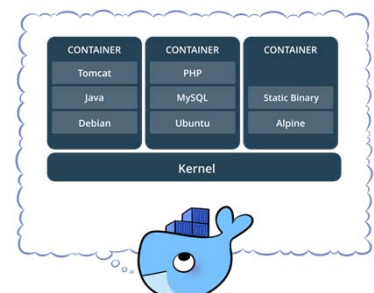 CONTAINER
Tomcat
Java
Debian
CONTAINER
PHP
MySQL
Ubuntu
CONTAINER
Static Binary
Alpine
Kernel